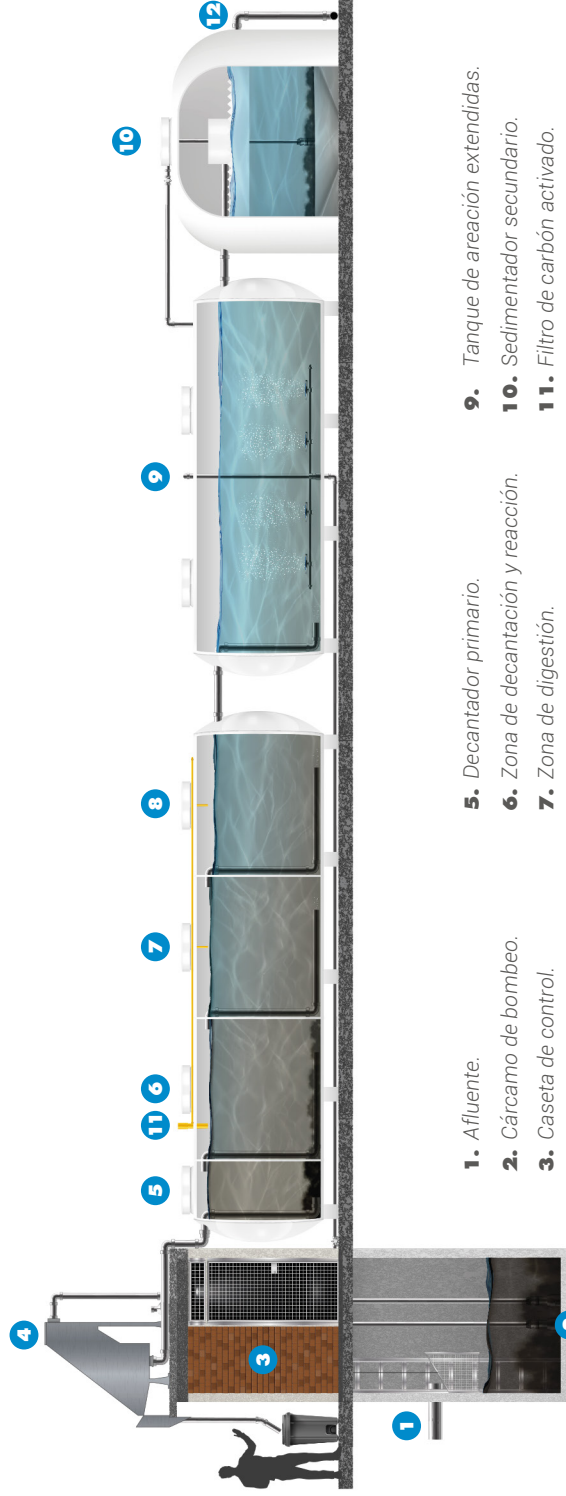 4
12
10
5 11 6 7 8 9
3
1
1. Afluente.
2. Cárcamo de bombeo.
3. Caseta de control.
5. Decantador primario.
6. Zona de decantación y reacción.
7. Zona de digestión.
9. Tanque de areación extendidas.
10. Sedimentador secundario.
11. Filtro de carbón activado.